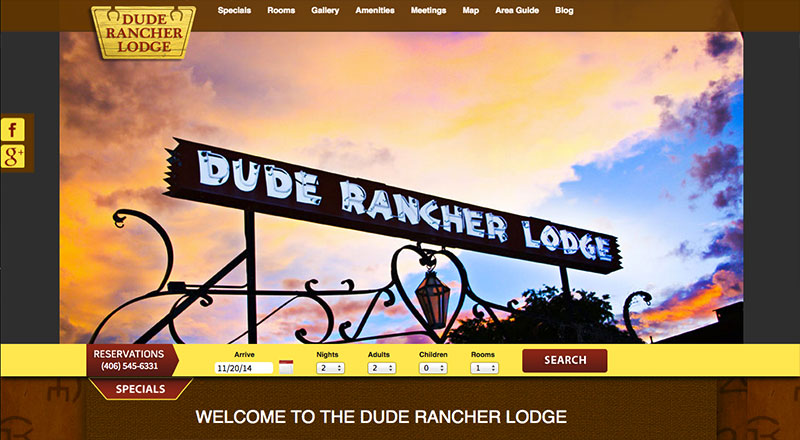 DUDE
RANCHER
LODGE
Specials Rooms Gallery Amenities Meetings Map Area Guide Blog
f
g+
DUDE RANCHER LODGE
RESERVATIONS
(406) 545-6331
Arrive Nights Adults Children Rooms
11/20/14 2 2 0 1
SEARCH
SPECIALS
WELCOME TO THE DUDE RANCHER LODGE